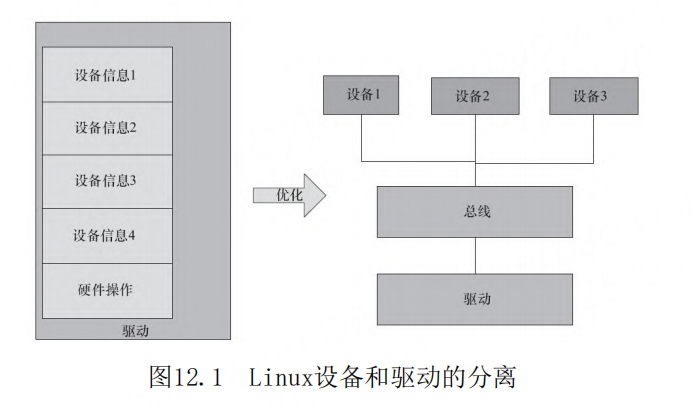 设备信息1
设备信息2
设备信息3
设备信息4
硬件操作
驱动
优化
设备1
设备2
设备3
总线
驱动
图12.1 Linux设备和驱动的分离